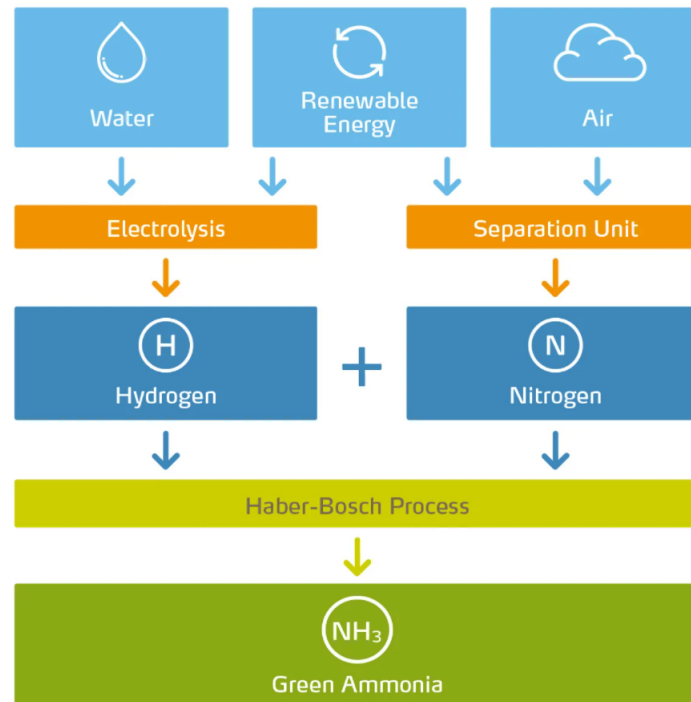 Water
Renewable
Energy
Air
Electrolysis
Separation Unit
H
Hydrogen
+
N
Nitrogen
Haber-Bosch Process
NH₃
Green Ammonia